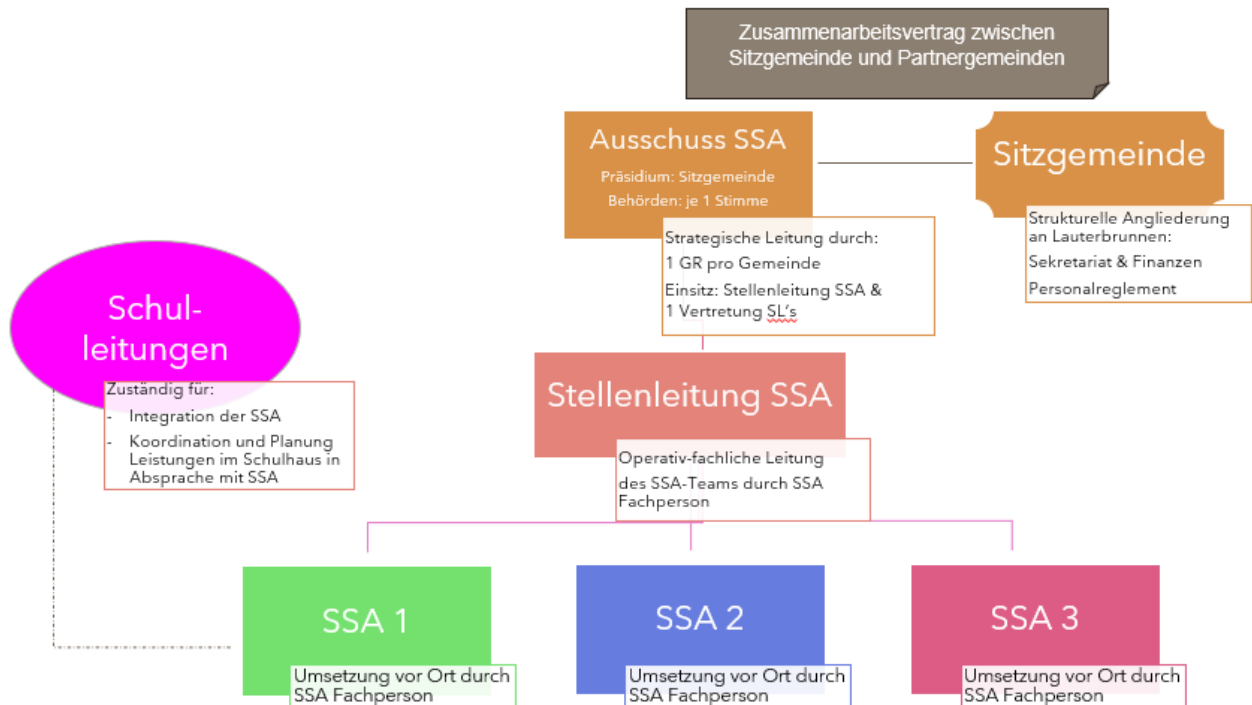 Zusammenarbeitsvertrag zwischen
Sitzgemeinde und Partnergemeinden
Ausschuss SSA
Präsidium: Sitzgemeinde
Behörden: je 1 Stimme
Strategische Leitung durch:
1 GR pro Gemeinde
Einsitz: Stellenleitung SSA &
1 Vertretung SL's
Sitzgemeinde
Strukturelle Angliederung
an Lauterbrunnen:
Sekretariat & Finanzen
Personalreglement
Schul-
leitungen
Zuständig für:
- Integration der SSA
- Koordination und Planung
Leistungen im Schulhaus in
Absprache mit SSA
Stellenleitung SSA
Operativ-fachliche Leitung
des SSA-Teams durch SSA
Fachperson
SSA 1
Umsetzung vor Ort durch
SSA Fachperson
SSA 2
Umsetzung vor Ort durch
SSA Fachperson
SSA 3
Umsetzung vor Ort durch
SSA Fachperson